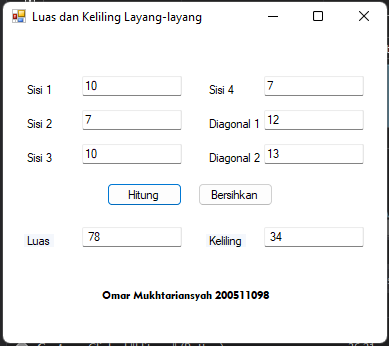 Luas dan Keliling Layang-layang
Sisi 1 10 Sisi 4 7
Sisi 2 7 Diagonal 1 12
Sisi 3 10 Diagonal 2 13
Hitung Bersihkan
Luas 78 Keliling 34
Omar Mukhtariansyah 200511098